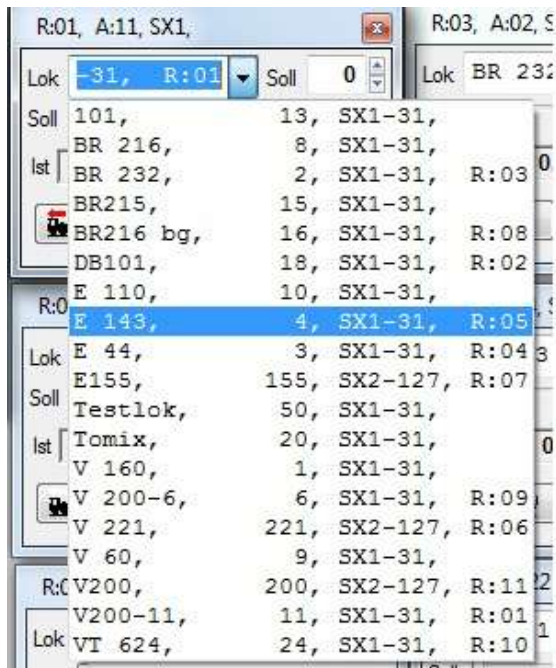 R:01, A:11, SX1,
R:03, A:02, S
Lok -31, R:01 Soll 0
Lok BR 232
Soll
Ist
0
101, 13, SX1-31,
BR 216, 8, SX1-31,
BR 232, 2, SX1-31, R:03
BR215, 15, SX1-31,
BR216 bg, 16, SX1-31, R:08
DB101, 18, SX1-31, R:02
E 110, 10, SX1-31,
E 143, 4, SX1-31, R:05
E 44, 3, SX1-31, R:04
E155, 155, SX2-127, R:07
Testlok, 50, SX1-31,
Tomix, 20, SX1-31,
V 160, 1, SX1-31,
V 200-6, 6, SX1-31, R:09
V 221, 221, SX2-127, R:06
V 60, 9, SX1-31,
V200, 200, SX2-127, R:11
V200-11, 11, SX1-31, R:01
VT 624, 24, SX1-31, R:10
R:0
Lok
3
Soll
Ist
0
Lok